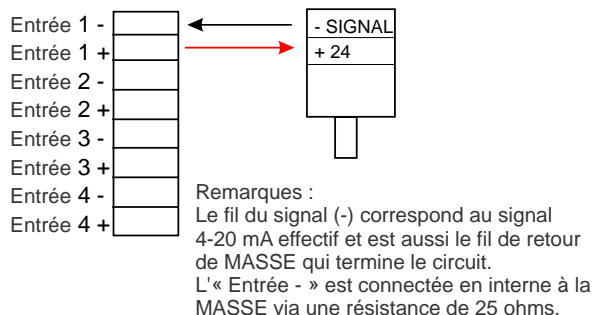 Entrée 1 -
Entrée 1 +
Entrée 2 -
Entrée 2 +
Entrée 3 -
Entrée 3 +
Entrée 4 -
Entrée 4 +
- SIGNAL
+ 24
Remarques :
Le fil du signal (-) correspond au signal
4-20 mA effectif et est aussi le fil de retour
de MASSE qui termine le circuit.
L'« Entrée - » est connectée en interne à la
MASSE via une résistance de 25 ohms.